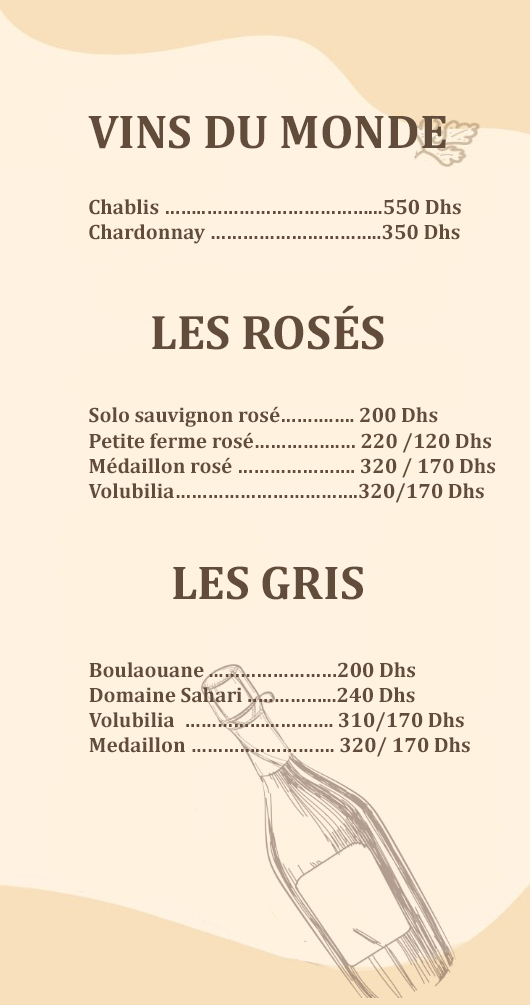 VINS DU MONDE
Chablis ........................................550 Dhs
Chardonnay ................................350 Dhs
LES ROSÉS
Solo sauvignon rosé.............. 200 Dhs
Petite ferme rosé................... 220 /120 Dhs
Médaillon rosé ...................... 320 / 170 Dhs
Volubilia..................................320/170 Dhs
LES GRIS
Boulaouane ........................200 Dhs
Domaine Sahari .................240 Dhs
Volubilia ............................ 310/170 Dhs
Medaillon ........................... 320/ 170 Dhs